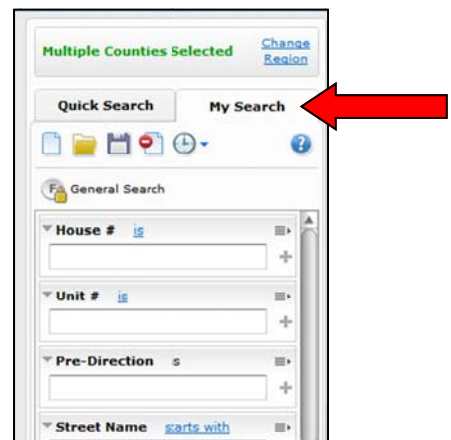 Multiple Counties Selected Change Region
Quick Search My Search
General Search
House # is
Unit # is
Pre-Direction s
Street Name starts with